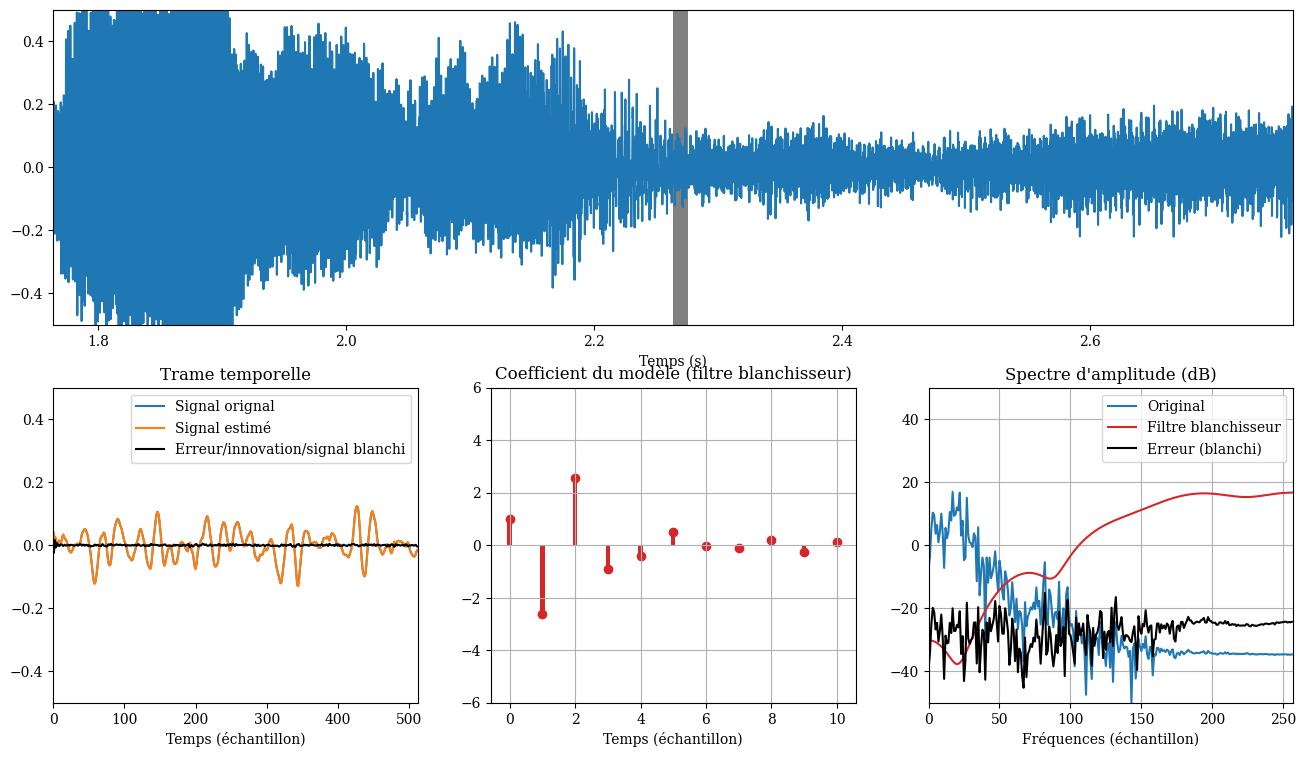 0.4
0.2
0.0
−0.2
−0.4
1.8 2.0 2.2 2.4 2.6
Temps (s)
Trame temporelle
Signal orignal
Signal estimé
Erreur/innovation/signal blanchi
0.4
0.2
0.0
−0.2
−0.4
0 100 200 300 400 500
Temps (échantillon)
Coefficient du modèle (filtre blanchisseur)
6
4
2
0
−2
−4
−6
0 2 4 6 8 10
Temps (échantillon)
Spectre d'amplitude (dB)
Original
Filtre blanchisseur
Erreur (blanchi)
40
20
0
−20
−40
0 50 100 150 200 250
Fréquences (échantillon)